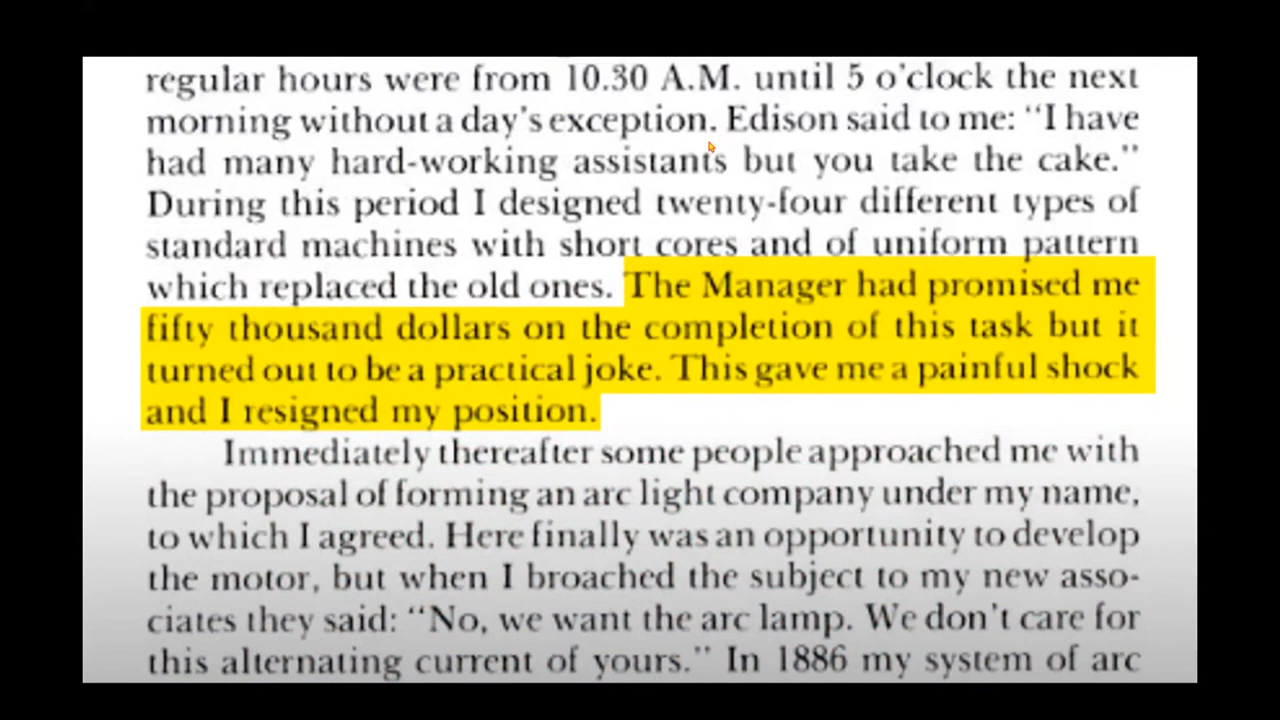 regular hours were from 10.30 A.M. until 5 o'clock the next
morning without a day's exception. Edison said to me: "I have
had many hard-working assistants but you take the cake."
During this period I designed twenty-four different types of
standard machines with short cores and of uniform pattern
which replaced the old ones. The Manager had promised me
fifty thousand dollars on the completion of this task but it
turned out to be a practical joke. This gave me a painful shock
and I resigned my position.
Immediately thereafter some people approached me with
the proposal of forming an arc light company under my name,
to which I agreed. Here finally was an opportunity to develop
the motor, but when I broached the subject to my new asso-
ciates they said: "No, we want the arc lamp. We don't care for
this alternating current of yours." In 1886 my system of arc